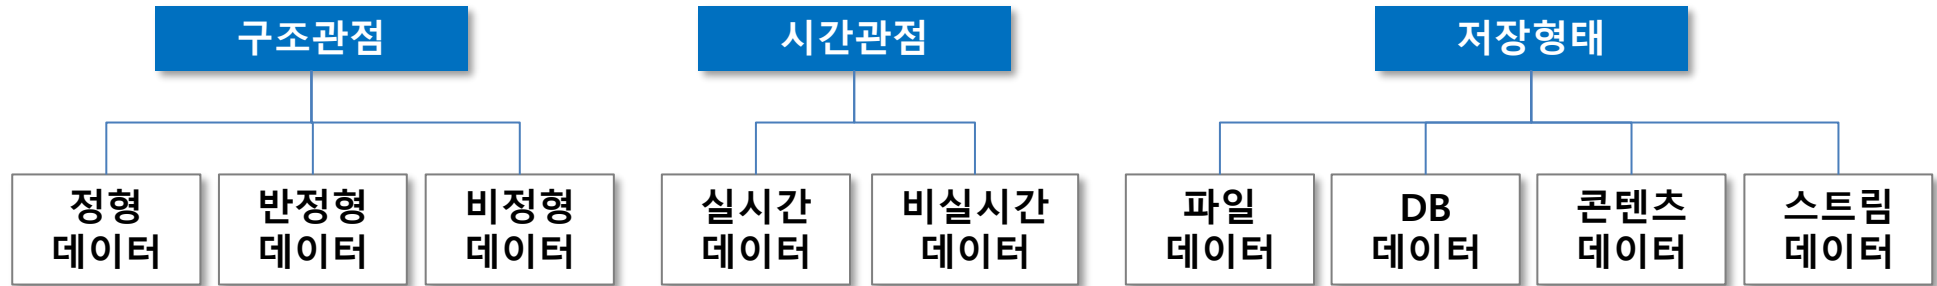 구조관점
시간관점
저장형태
정형
데이터
반정형
데이터
비정형
데이터
실시간
데이터
비실시간
데이터
파일
데이터
DB
데이터
콘텐츠
데이터
스트림
데이터